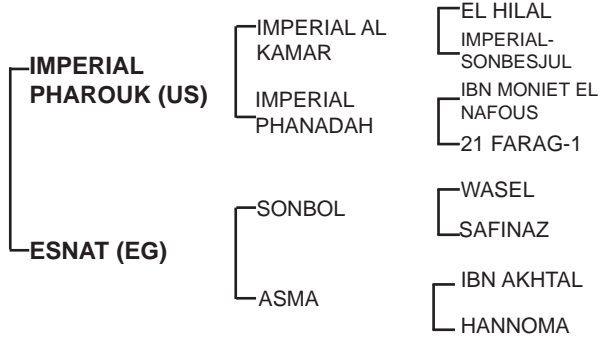 IMPERIAL
PHAROUK (US)
IMPERIAL AL
KAMAR
EL HILAL
IMPERIAL-
SONBESJUL
IMPERIAL
PHANADAH
IBN MONIET EL
NAFOUS
21 FARAG-1
ESNAT (EG)
SONBOL
WASEL
SAFINAZ
ASMA
IBN AKHTAL
HANNOMA